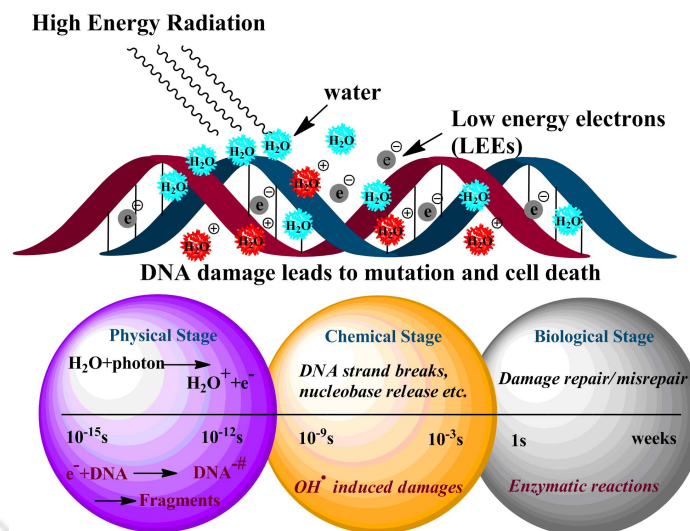 High Energy Radiation
water
Low energy electrons
(LEEs)
H₂O H₂O H₂O H₂O H₂O
e⊖
H₂O H₂O⊕ e⊖ H₂O
e⊖ e⊖ H₂O e⊖ e⊖ H₂O
H₂O⊕ H₂O⊕ H₂O⊕ H₂O⊕
DNA damage leads to mutation and cell death
Physical Stage Chemical Stage Biological Stage
H₂O+photon ⟶ H₂O⁺+e⁻
DNA strand breaks,
nucleobase release etc.
Damage repair/misrepair
10⁻¹⁵s 10⁻¹²s 10⁻⁹s 10⁻³s 1s weeks
e⁻+DNA ⟶ DNA⁻#
⟶ Fragments
OH• induced damages
Enzymatic reactions